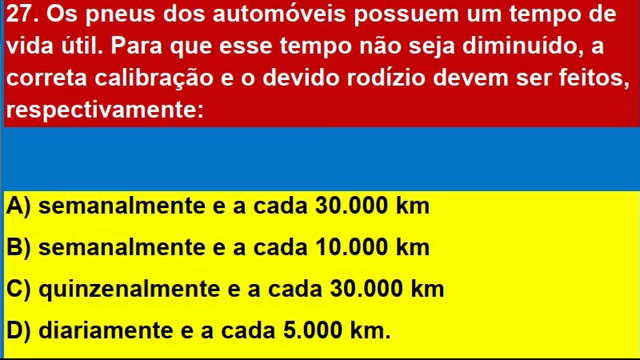 27. Os pneus dos automóveis possuem um tempo de
vida útil. Para que esse tempo não seja diminuído, a
correta calibração e o devido rodízio devem ser feitos,
respectivamente:
A) semanalmente e a cada 30.000 km
B) semanalmente e a cada 10.000 km
C) quinzenalmente e a cada 30.000 km
D) diariamente e a cada 5.000 km.